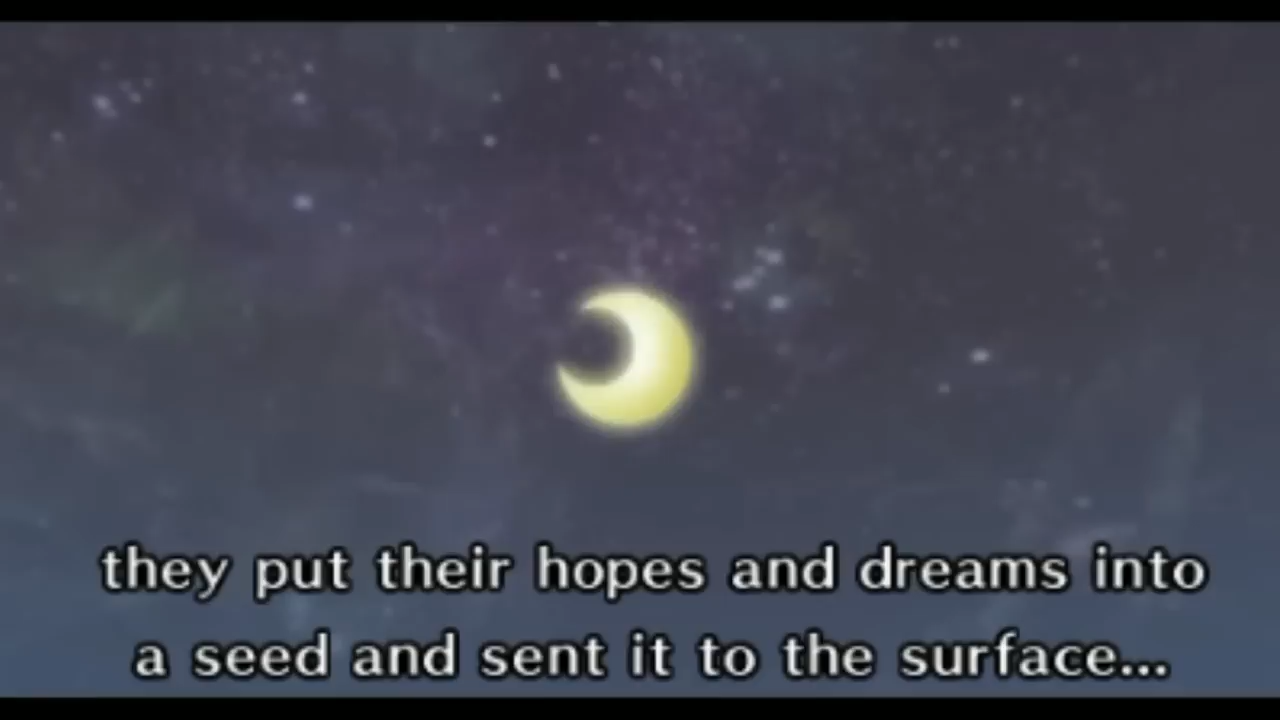 they put their hopes and dreams into
a seed and sent it to the surface...